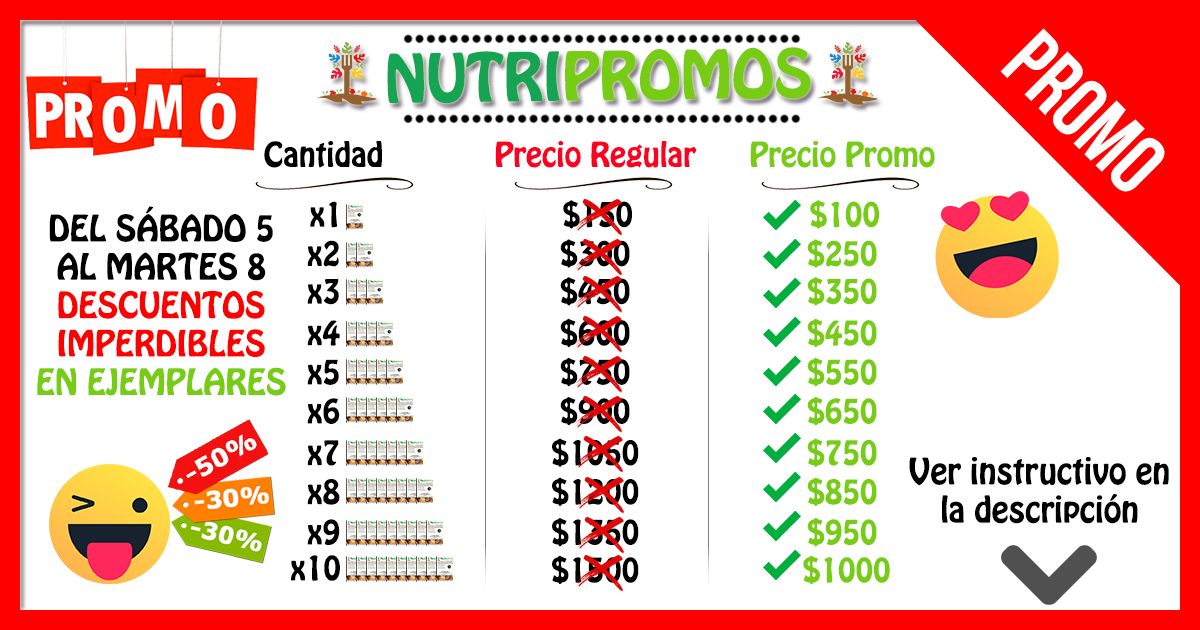 PROMO
NUTRIPROMOS
PROMO
Cantidad Precio Regular Precio Promo
DEL SÁBADO 5
AL MARTES 8
DESCUENTOS
IMPERDIBLES
EN EJEMPLARES
x1 $150 $100
x2 $300 $250
x3 $450 $350
x4 $600 $450
x5 $750 $550
x6 $900 $650
x7 $1050 $750
x8 $1200 $850
x9 $1350 $950
x10 $1500 $1000
-50%
-30%
-30%
Ver instructivo en
la descripción